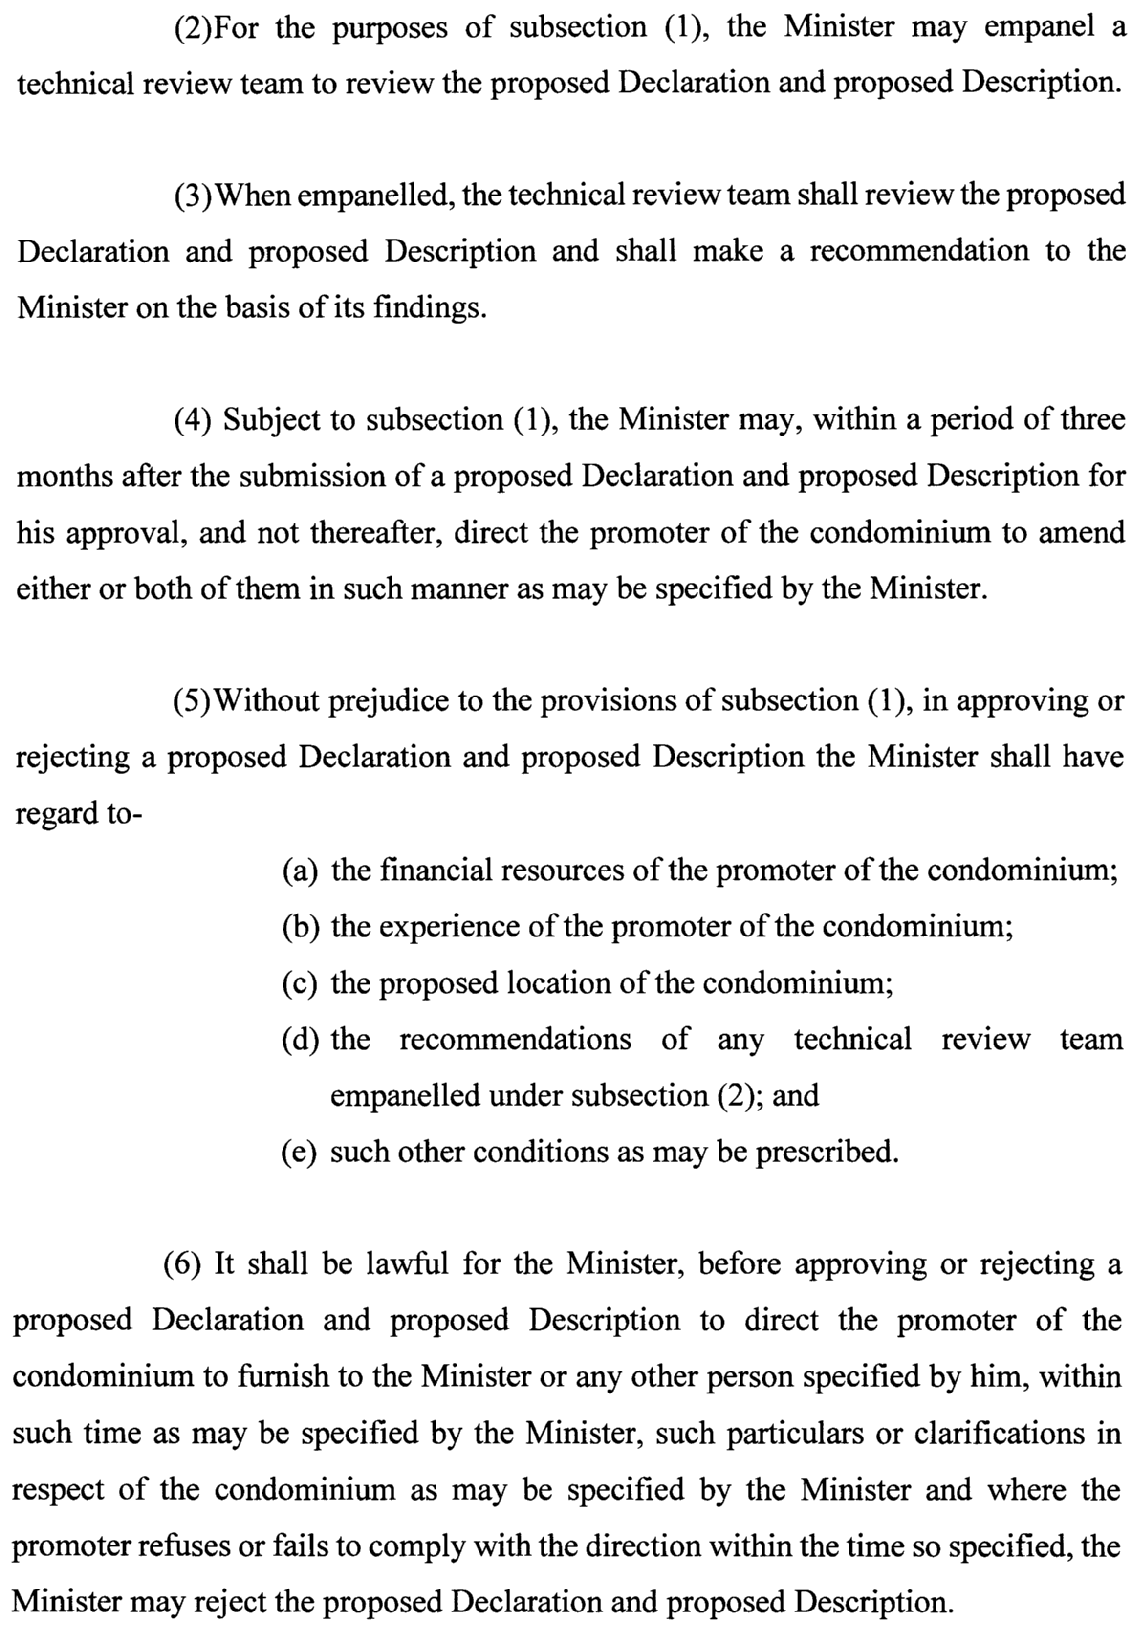 (2)For the purposes of subsection (1), the Minister may empanel a
technical review team to review the proposed Declaration and proposed Description.
(3)When empanelled, the technical review team shall review the proposed
Declaration and proposed Description and shall make a recommendation to the
Minister on the basis of its findings.
(4) Subject to subsection (1), the Minister may, within a period of three
months after the submission of a proposed Declaration and proposed Description for
his approval, and not thereafter, direct the promoter of the condominium to amend
either or both of them in such manner as may be specified by the Minister.
(5)Without prejudice to the provisions of subsection (1), in approving or
rejecting a proposed Declaration and proposed Description the Minister shall have
regard to-
(a) the financial resources of the promoter of the condominium;
(b) the experience of the promoter of the condominium;
(c) the proposed location of the condominium;
(d) the recommendations of any technical review team
empanelled under subsection (2); and
(e) such other conditions as may be prescribed.
(6) It shall be lawful for the Minister, before approving or rejecting a
proposed Declaration and proposed Description to direct the promoter of the
condominium to furnish to the Minister or any other person specified by him, within
such time as may be specified by the Minister, such particulars or clarifications in
respect of the condominium as may be specified by the Minister and where the
promoter refuses or fails to comply with the direction within the time so specified, the
Minister may reject the proposed Declaration and proposed Description.